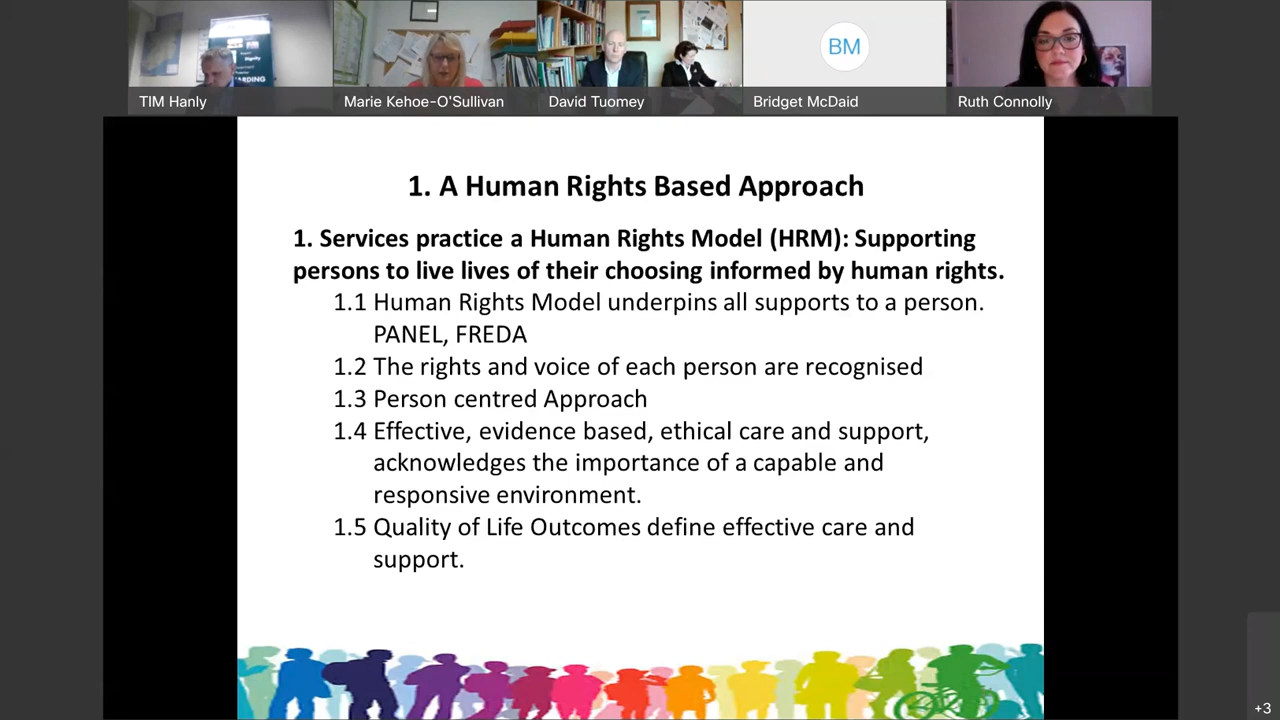 Dignity
ARDING
BM
TIM Hanly
Marie Kehoe-O'Sullivan
David Tuomey
Bridget McDaid
Ruth Connolly
1. A Human Rights Based Approach
1. Services practice a Human Rights Model (HRM): Supporting
persons to live lives of their choosing informed by human rights.
1.1 Human Rights Model underpins all supports to a person.
PANEL, FREDA
1.2 The rights and voice of each person are recognised
1.3 Person centred Approach
1.4 Effective, evidence based, ethical care and support,
acknowledges the importance of a capable and
responsive environment.
1.5 Quality of Life Outcomes define effective care and
support.
+3